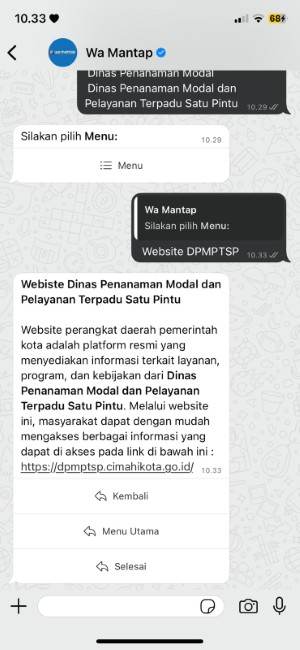 10.33
68
Wa Mantap
Dinas Penanaman Modal
Dinas Penanaman Modal dan
Pelayanan Terpadu Satu Pintu 10.29
Silakan pilih Menu:
10.29
Menu
Wa Mantap
Silakan pilih Menu:
Website DPMPTSP 10.33
Webiste Dinas Penanaman Modal dan
Pelayanan Terpadu Satu Pintu
Website perangkat daerah pemerintah
kota adalah platform resmi yang
menyediakan informasi terkait layanan,
program, dan kebijakan dari Dinas
Penanaman Modal dan Pelayanan
Terpadu Satu Pintu. Melalui website
ini, masyarakat dapat dengan mudah
mengakses berbagai informasi yang
dapat di akses pada link di bawah ini :
https://dpmptsp.cimahikota.go.id/ 10.33
Kembali
Menu Utama
Selesai